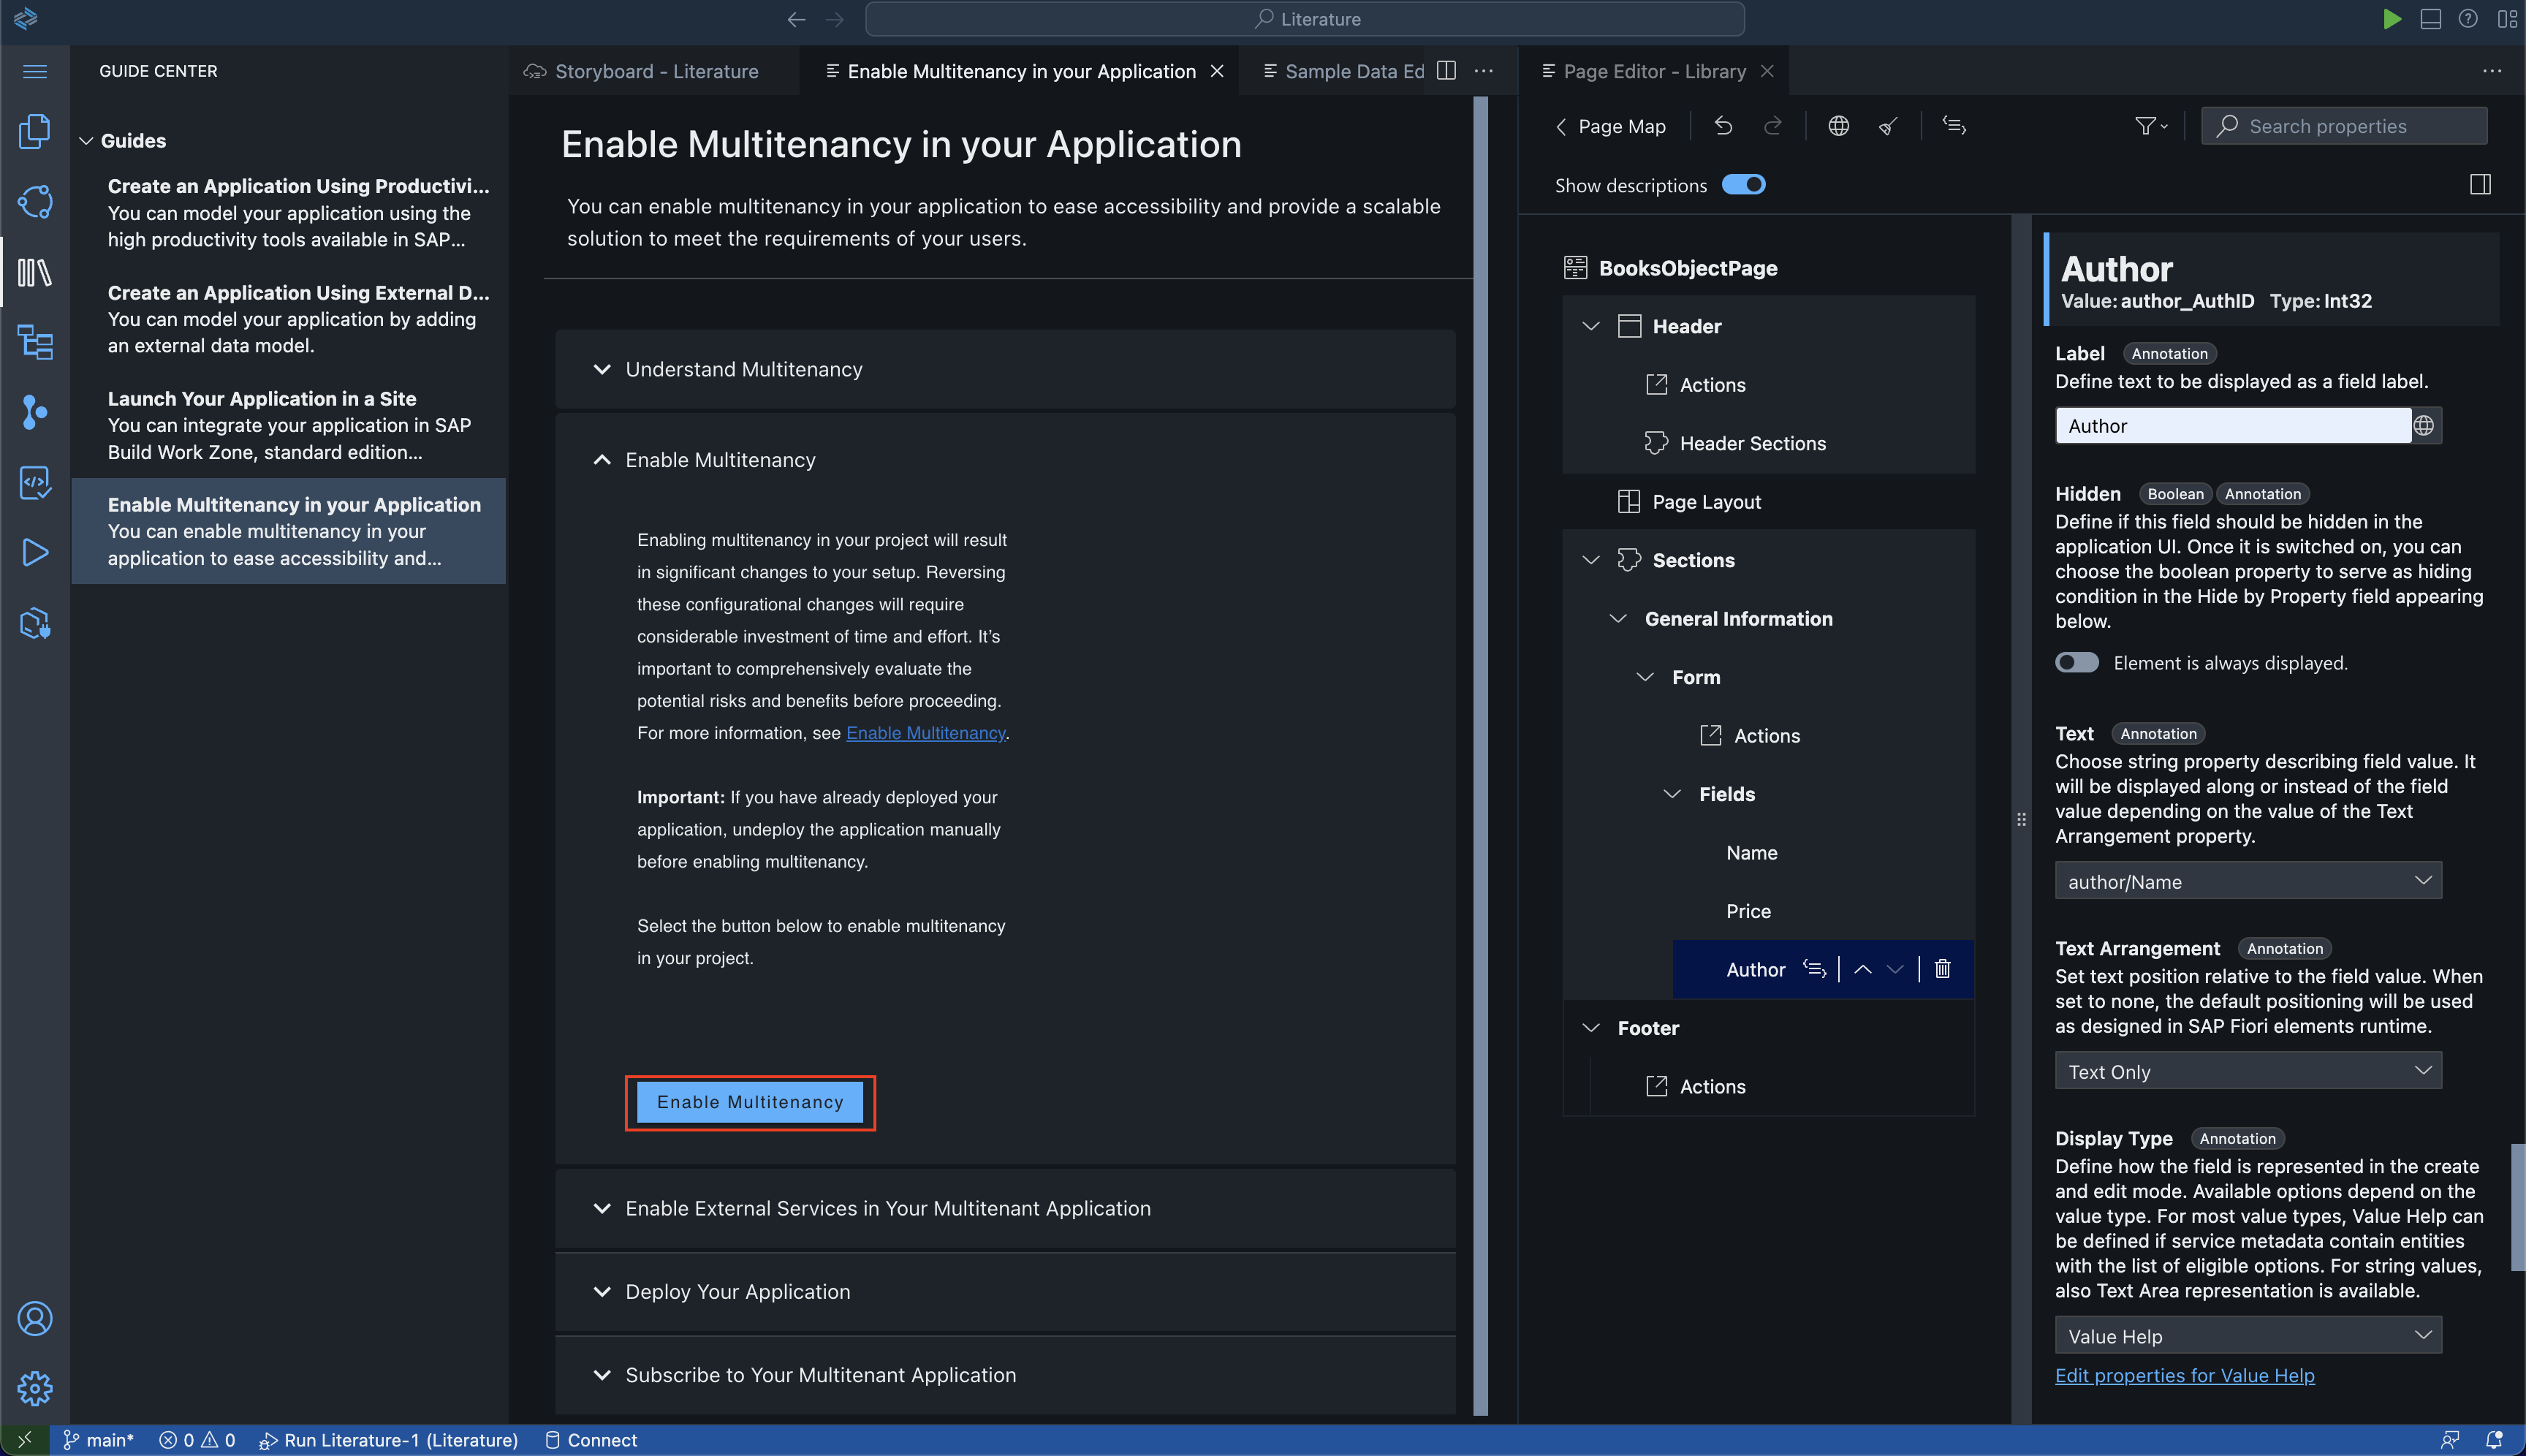 Literature
GUIDE CENTER
Guides
Create an Application Using Productivi...
You can model your application using the
high productivity tools available in SAP...
Create an Application Using External D...
You can model your application by adding
an external data model.
Launch Your Application in a Site
You can integrate your application in SAP
Build Work Zone, standard edition...
Enable Multitenancy in your Application
You can enable multitenancy in your
application to ease accessibility and...
Storyboard - Literature
Enable Multitenancy in your Application
Sample Data Ed
Enable Multitenancy in your Application
You can enable multitenancy in your application to ease accessibility and provide a scalable
solution to meet the requirements of your users.
Understand Multitenancy
Enable Multitenancy
Enabling multitenancy in your project will result
in significant changes to your setup. Reversing
these configurational changes will require
considerable investment of time and effort. It's
important to comprehensively evaluate the
potential risks and benefits before proceeding.
For more information, see Enable Multitenancy.
Important: If you have already deployed your
application, undeploy the application manually
before enabling multitenancy.
Select the button below to enable multitenancy
in your project.
Enable Multitenancy
Enable External Services in Your Multitenant Application
Deploy Your Application
Subscribe to Your Multitenant Application
Page Editor - Library
Page Map
Search properties
Show descriptions
BooksObjectPage
Header
Actions
Header Sections
Page Layout
Sections
General Information
Form
Actions
Fields
Name
Price
Author
Footer
Actions
Author
Value: author_AuthID Type: Int32
Label Annotation
Define text to be displayed as a field label.
Author
Hidden Boolean Annotation
Define if this field should be hidden in the
application UI. Once it is switched on, you can
choose the boolean property to serve as hiding
condition in the Hide by Property field appearing
below.
Element is always displayed.
Text Annotation
Choose string property describing field value. It
will be displayed along or instead of the field
value depending on the value of the Text
Arrangement property.
author/Name
Text Arrangement Annotation
Set text position relative to the field value. When
set to none, the default positioning will be used
as designed in SAP Fiori elements runtime.
Text Only
Display Type Annotation
Define how the field is represented in the create
and edit mode. Available options depend on the
value type. For most value types, Value Help can
be defined if service metadata contain entities
with the list of eligible options. For string values,
also Text Area representation is available.
Value Help
Edit properties for Value Help
main* 0 0 Run Literature-1 (Literature) Connect